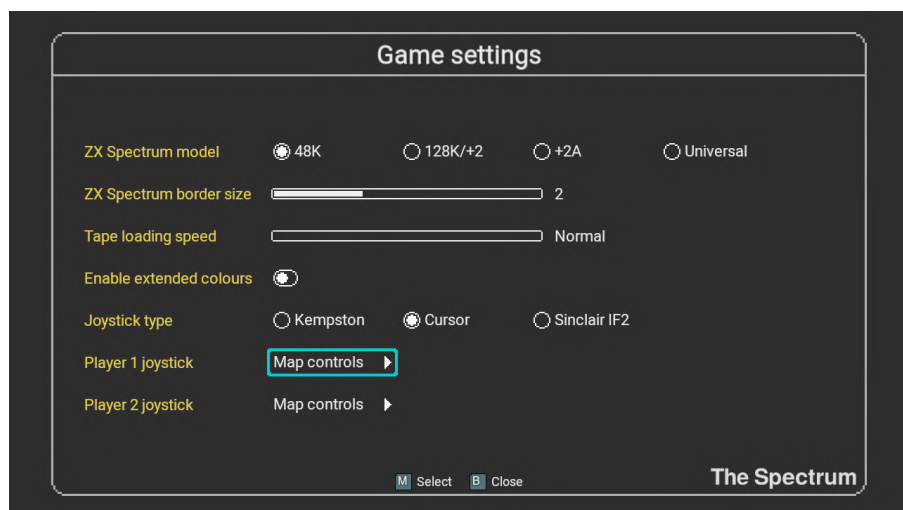 Game settings
ZX Spectrum model 48K 128K/+2 +2A Universal
ZX Spectrum border size 2
Tape loading speed Normal
Enable extended colours
Joystick type Kempston Cursor Sinclair IF2
Player 1 joystick Map controls
Player 2 joystick Map controls
M Select B Close
The Spectrum